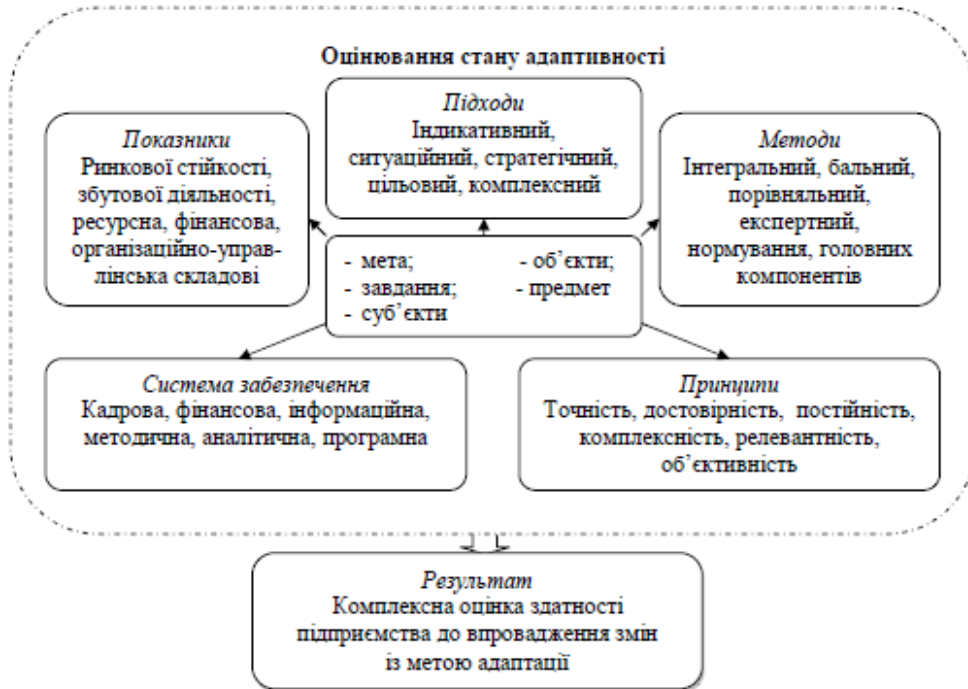 Оцінювання стану адаптивності
Показники
Ринкової стійкості,
збутової діяльності,
ресурсна, фінансова,
організаційно-управ-
лінська складові
Підходи
Індикативний,
ситуаційний, стратегічний,
цільовий, комплексний
Методи
Інтегральний, бальний,
порівняльний,
експертний,
нормування, головних
компонентів
- мета; - об’єкти;
- завдання; - предмет
- суб’єкти
Система забезпечення
Кадрова, фінансова, інформаційна,
методична, аналітична, програмна
Принципи
Точність, достовірність, постійність,
комплексність, релевантність,
об’єктивність
Результат
Комплексна оцінка здатності
підприємства до впровадження змін
із метою адаптації